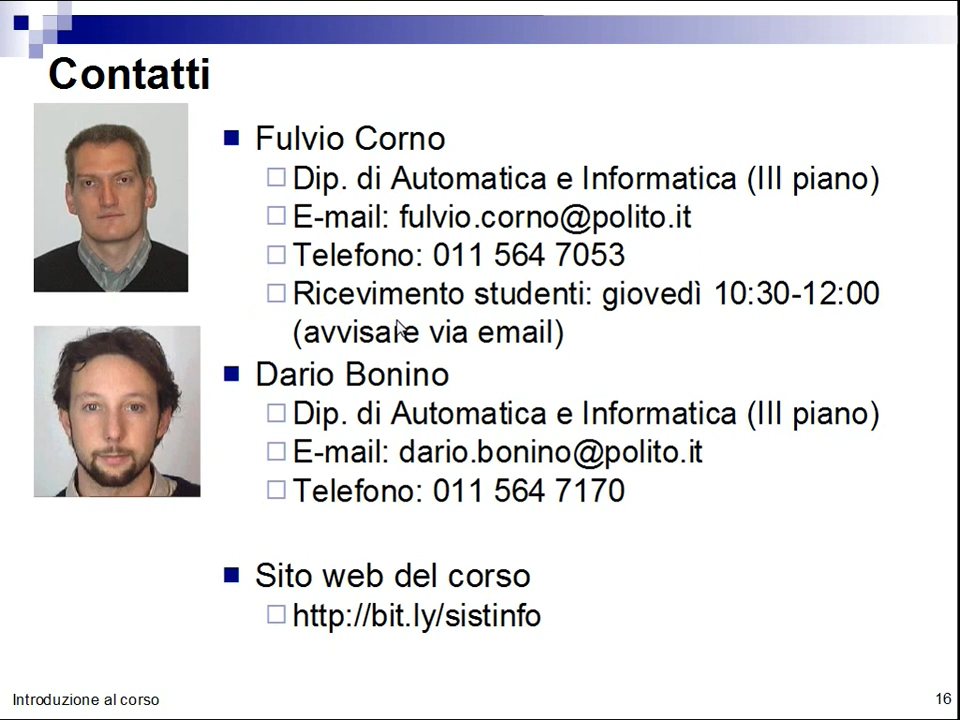 Contatti
Fulvio Corno
Dip. di Automatica e Informatica (III piano)
E-mail: fulvio.corno@polito.it
Telefono: 011 564 7053
Ricevimento studenti: giovedì 10:30-12:00
(avvisare via email)
Dario Bonino
Dip. di Automatica e Informatica (III piano)
E-mail: dario.bonino@polito.it
Telefono: 011 564 7170
Sito web del corso
http://bit.ly/sistinfo
Introduzione al corso
16